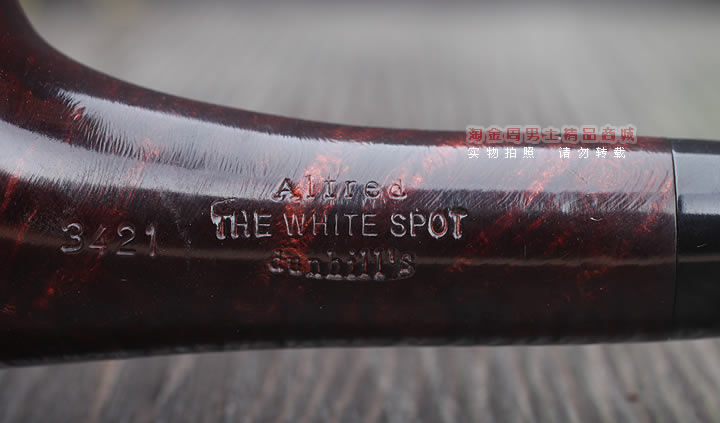 淘金周男士精品商城
实物拍照 请勿转载
Alfred
3421 THE WHITE SPOT
dunhill's